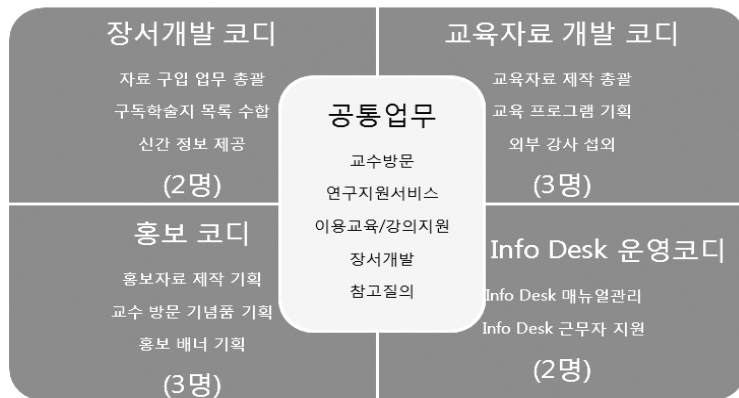 장서개발 코디
자료 구입 업무 총괄
구독학술지 목록 수합
신간 정보 제공
(2명)
교육자료 개발 코디
교육자료 제작 총괄
교육 프로그램 기획
외부 강사 섭외
(3명)
공통업무
교수방문
연구지원서비스
이용교육/강의지원
장서개발
참고질의
홍보 코디
홍보자료 제작 기획
교수 방문 기념품 기획
홍보 배너 기획
(3명)
Info Desk 운영코디
Info Desk 매뉴얼관리
Info Desk 근무자 지원
(2명)